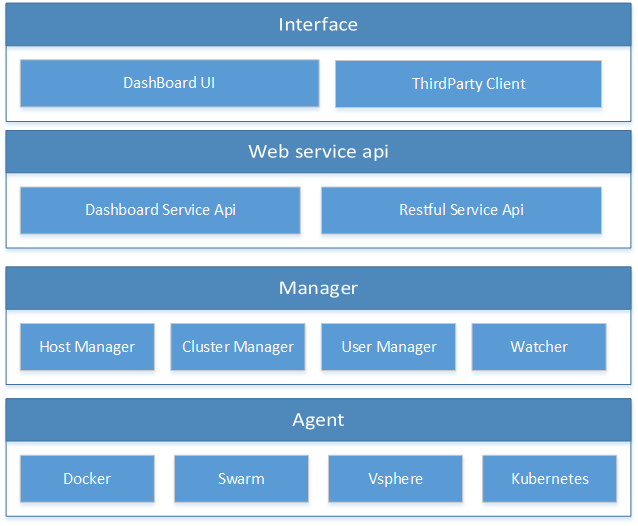 Interface
DashBoard UI
ThirdParty Client
Web service api
Dashboard Service Api
Restful Service Api
Manager
Host Manager
Cluster Manager
User Manager
Watcher
Agent
Docker
Swarm
Vsphere
Kubernetes